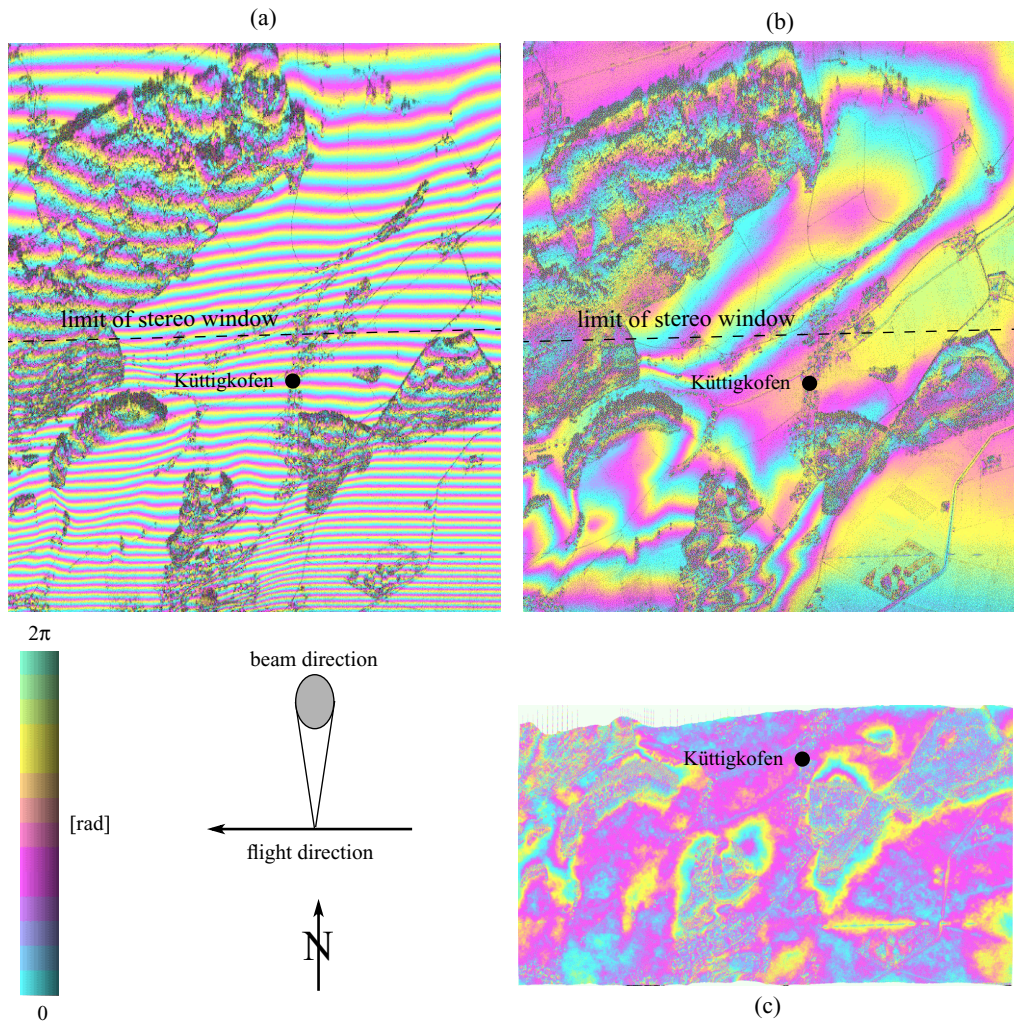 (a)
(b)
limit of stereo window
limit of stereo window
Küttigkofen
Küttigkofen
2π
[rad]
0
beam direction
flight direction
N
Küttigkofen
(c)